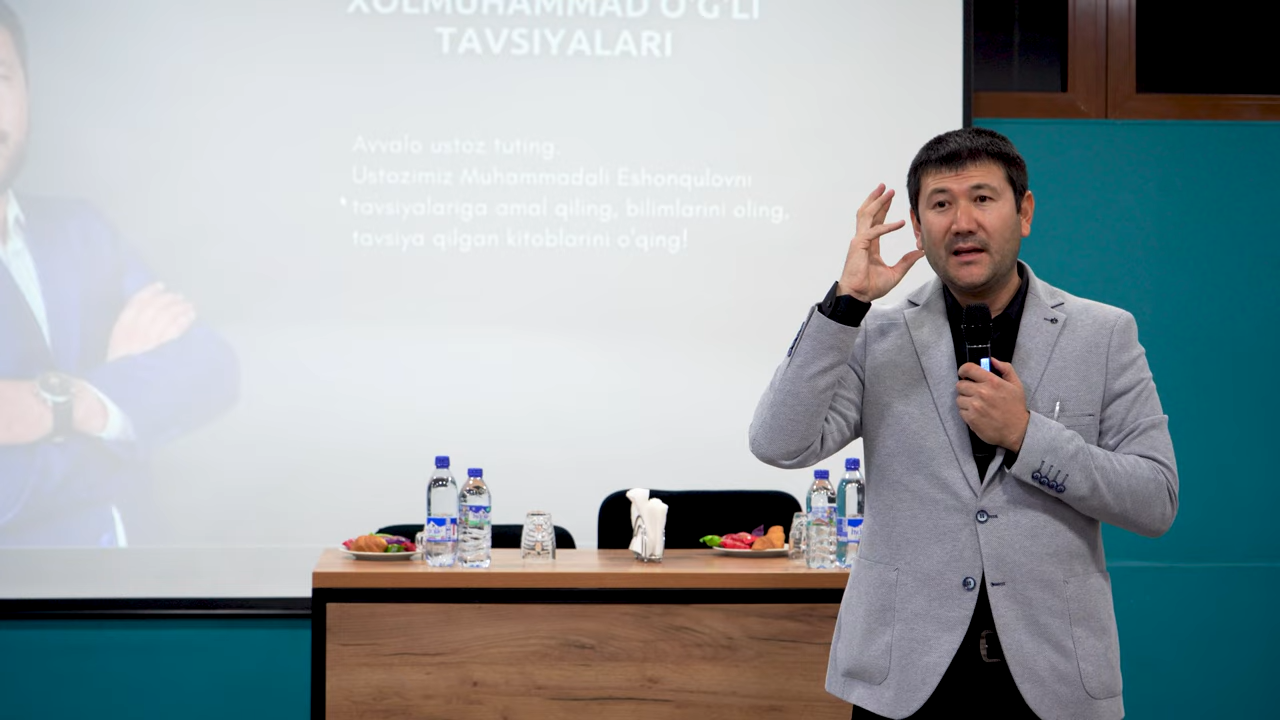 XOLMUHAMMAD O'G'LI
TAVSIYALARI
Avvalo ustoz tuting.
Ustozimiz Muhammadali Eshonqulovni
tavsiyalariga amal qiling, bilimlarini oling,
tavsiya qilgan kitoblarini o'qing!